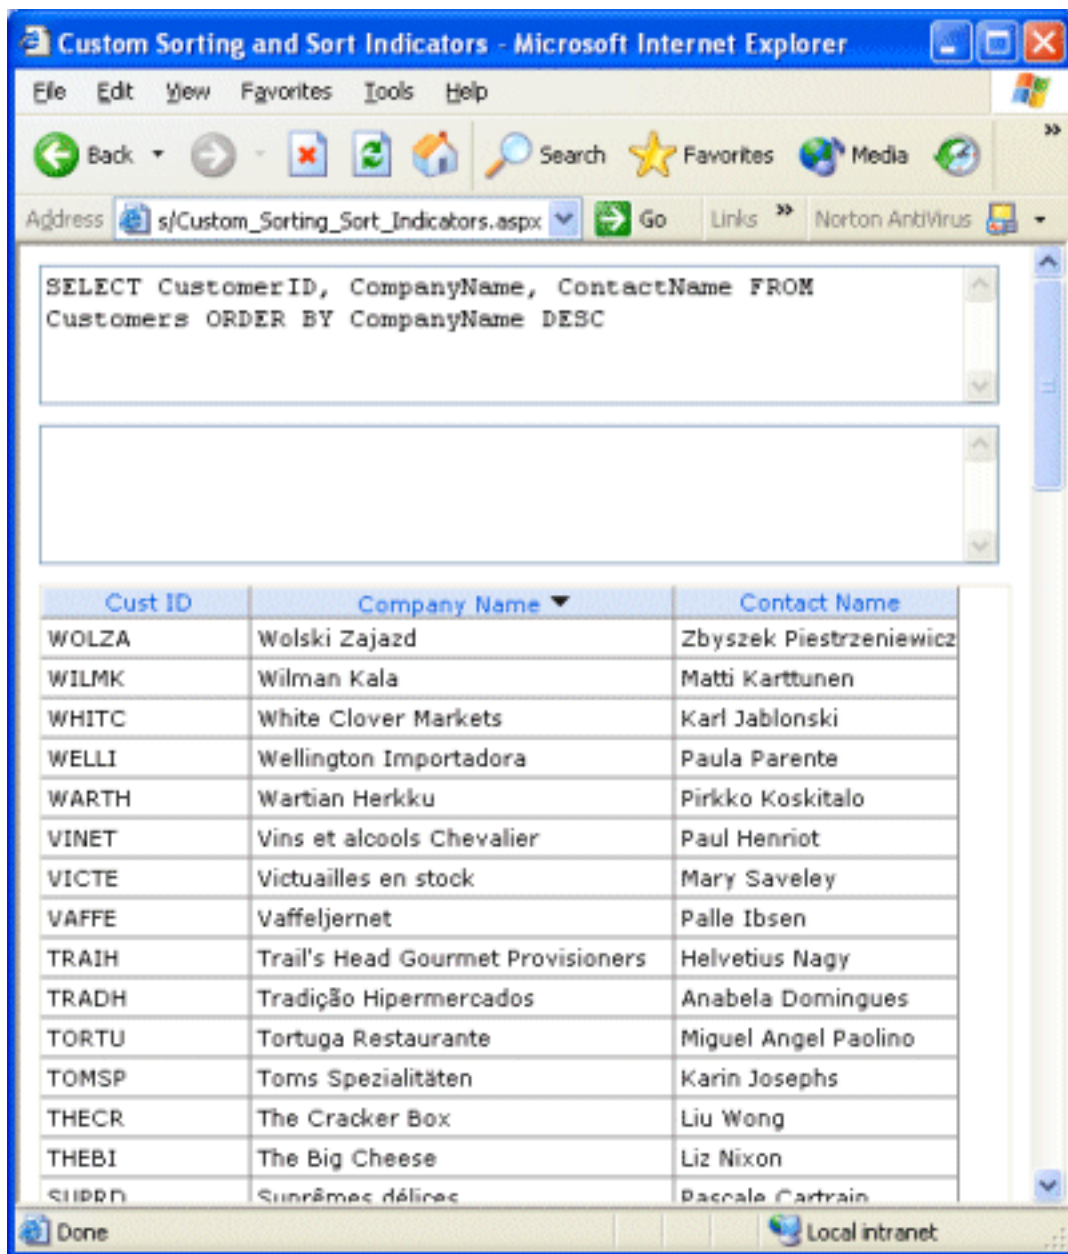 Custom Sorting and Sort Indicators - Microsoft Internet Explorer
File Edit View Favorites Tools Help
Back Search Favorites Media »
Address s/Custom_Sorting_Sort_Indicators.aspx Go Links » Norton AntiVirus
SELECT CustomerID, CompanyName, ContactName FROM
Customers ORDER BY CompanyName DESC
Cust ID Company Name Contact Name
WOLZA Wolski Zajazd Zbyszek Piestrzeniewicz
WILMK Wilman Kala Matti Karttunen
WHITC White Clover Markets Karl Jablonski
WELLI Wellington Importadora Paula Parente
WARTH Wartian Herkku Pirkko Koskitalo
VINET Vins et alcools Chevalier Paul Henriot
VICTE Victuailles en stock Mary Saveley
VAFFE Vaffeljernet Palle Ibsen
TRAIH Trail's Head Gourmet Provisioners Helvetius Nagy
TRADH Tradição Hipermercados Anabela Domingues
TORTU Tortuga Restaurante Miguel Angel Paolino
TOMSP Toms Spezialitäten Karin Josephs
THECR The Cracker Box Liu Wong
THEBI The Big Cheese Liz Nixon
SUPRD Suprêmes délices Pascale Cartrain
Done Local intranet